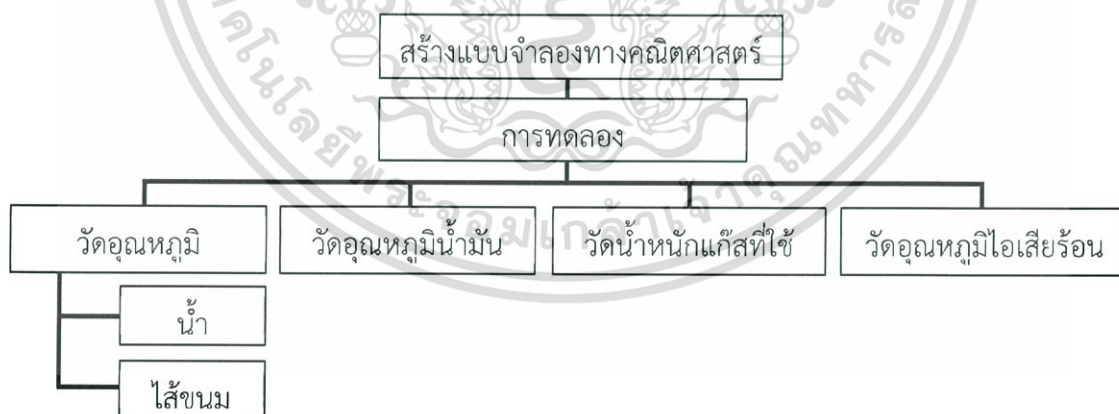 สร้างแบบจำลองทางคณิตศาสตร์
การทดลอง
วัดอุณหภูมิ
วัดอุณหภูมิน้ำมัน
วัดน้ำหนักแก๊สที่ใช้
วัดอุณหภูมิไอเสียร้อน
น้ำ
ไส้ขนม